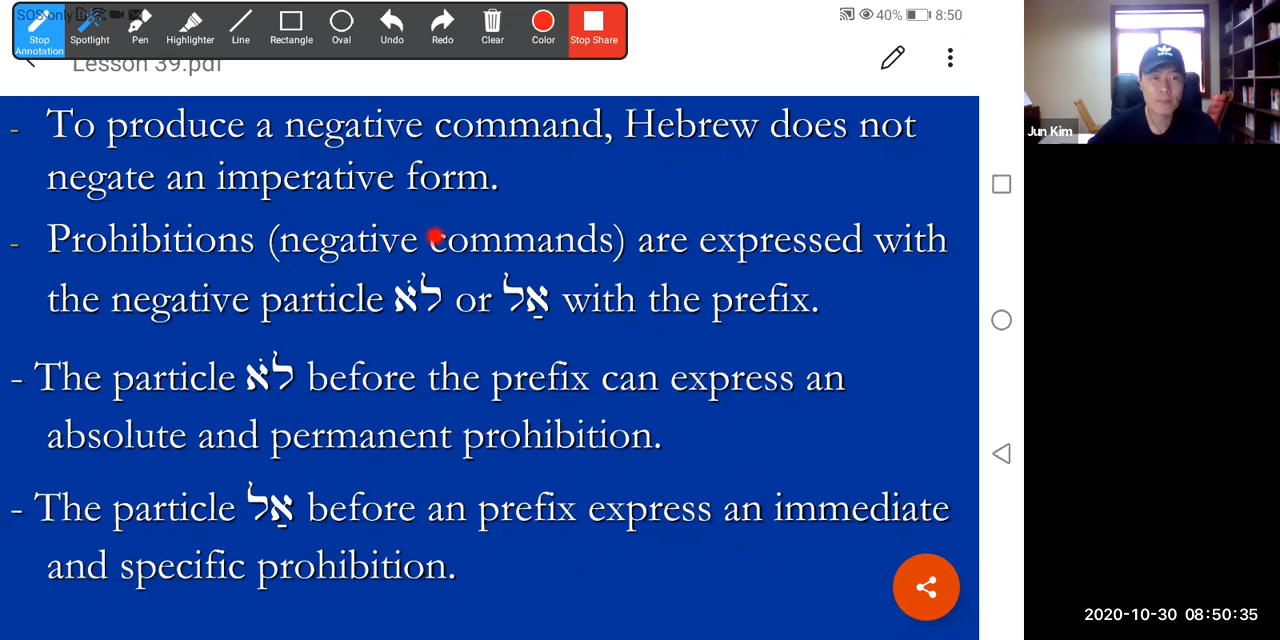 SOS only
40% 8:50
Stop Annotation
Spotlight
Pen
Highlighter
Line
Rectangle
Oval
Undo
Redo
Clear
Color
Stop Share
Lesson 39.pdf
- To produce a negative command, Hebrew does not
negate an imperative form.
- Prohibitions (negative commands) are expressed with
the negative particle לֹא or אַל with the prefix.
- The particle לֹא before the prefix can express an
absolute and permanent prohibition.
- The particle אַל before an prefix express an immediate
and specific prohibition.
Jun Kim
2020-10-30 08:50:35